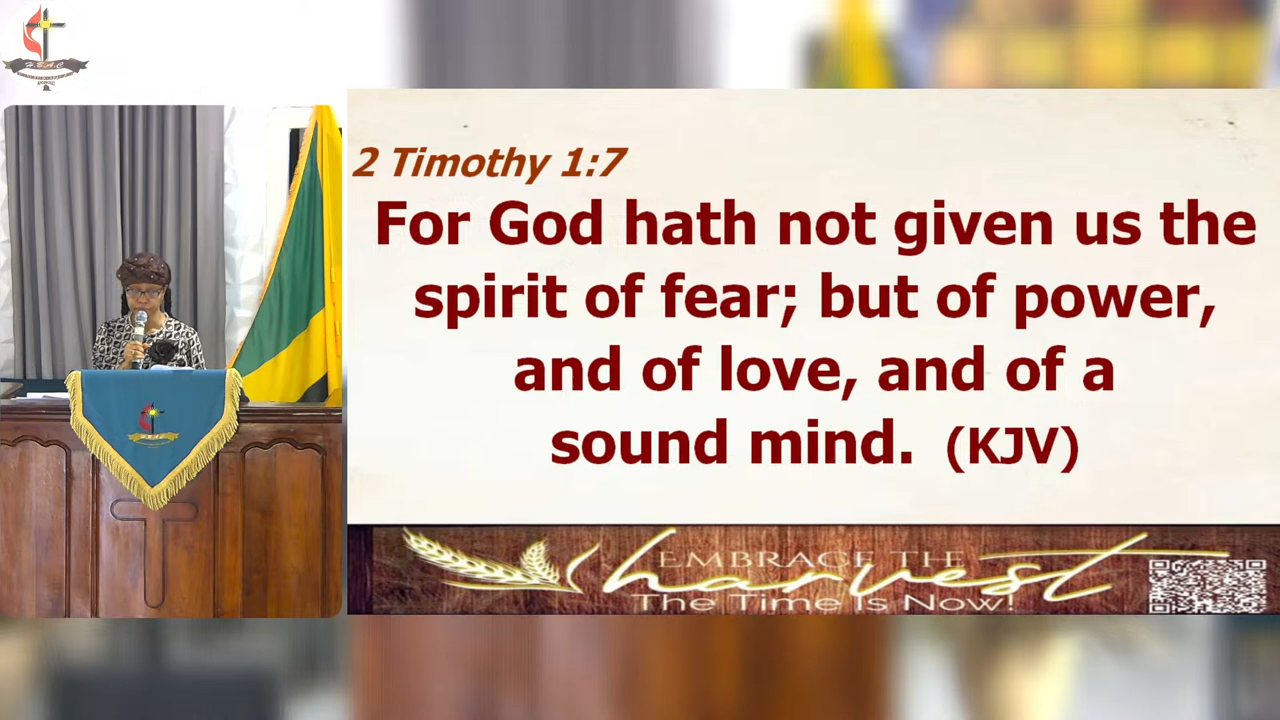 H.E.A.C
2 Timothy 1:7
For God hath not given us the
spirit of fear; but of power,
and of love, and of a
sound mind. (KJV)
EMBRACE THE
harvest
The Time Is Now!